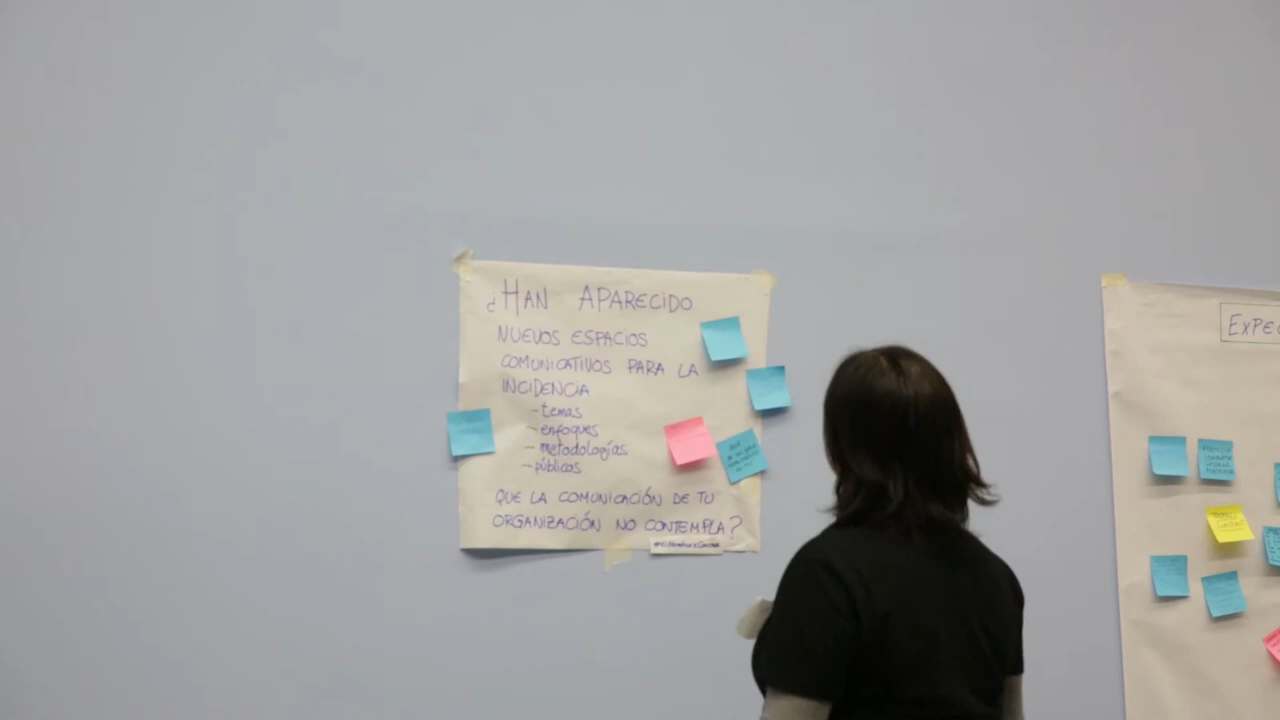 ¿HAN APARECIDO
NUEVOS ESPACIOS
COMUNICATIVOS PARA LA
INCIDENCIA
- temas
- enfoques
- metodologías
- públicos
QUE LA COMUNICACIÓN DE TU
ORGANIZACIÓN NO CONTEMPLA?
EXPEC